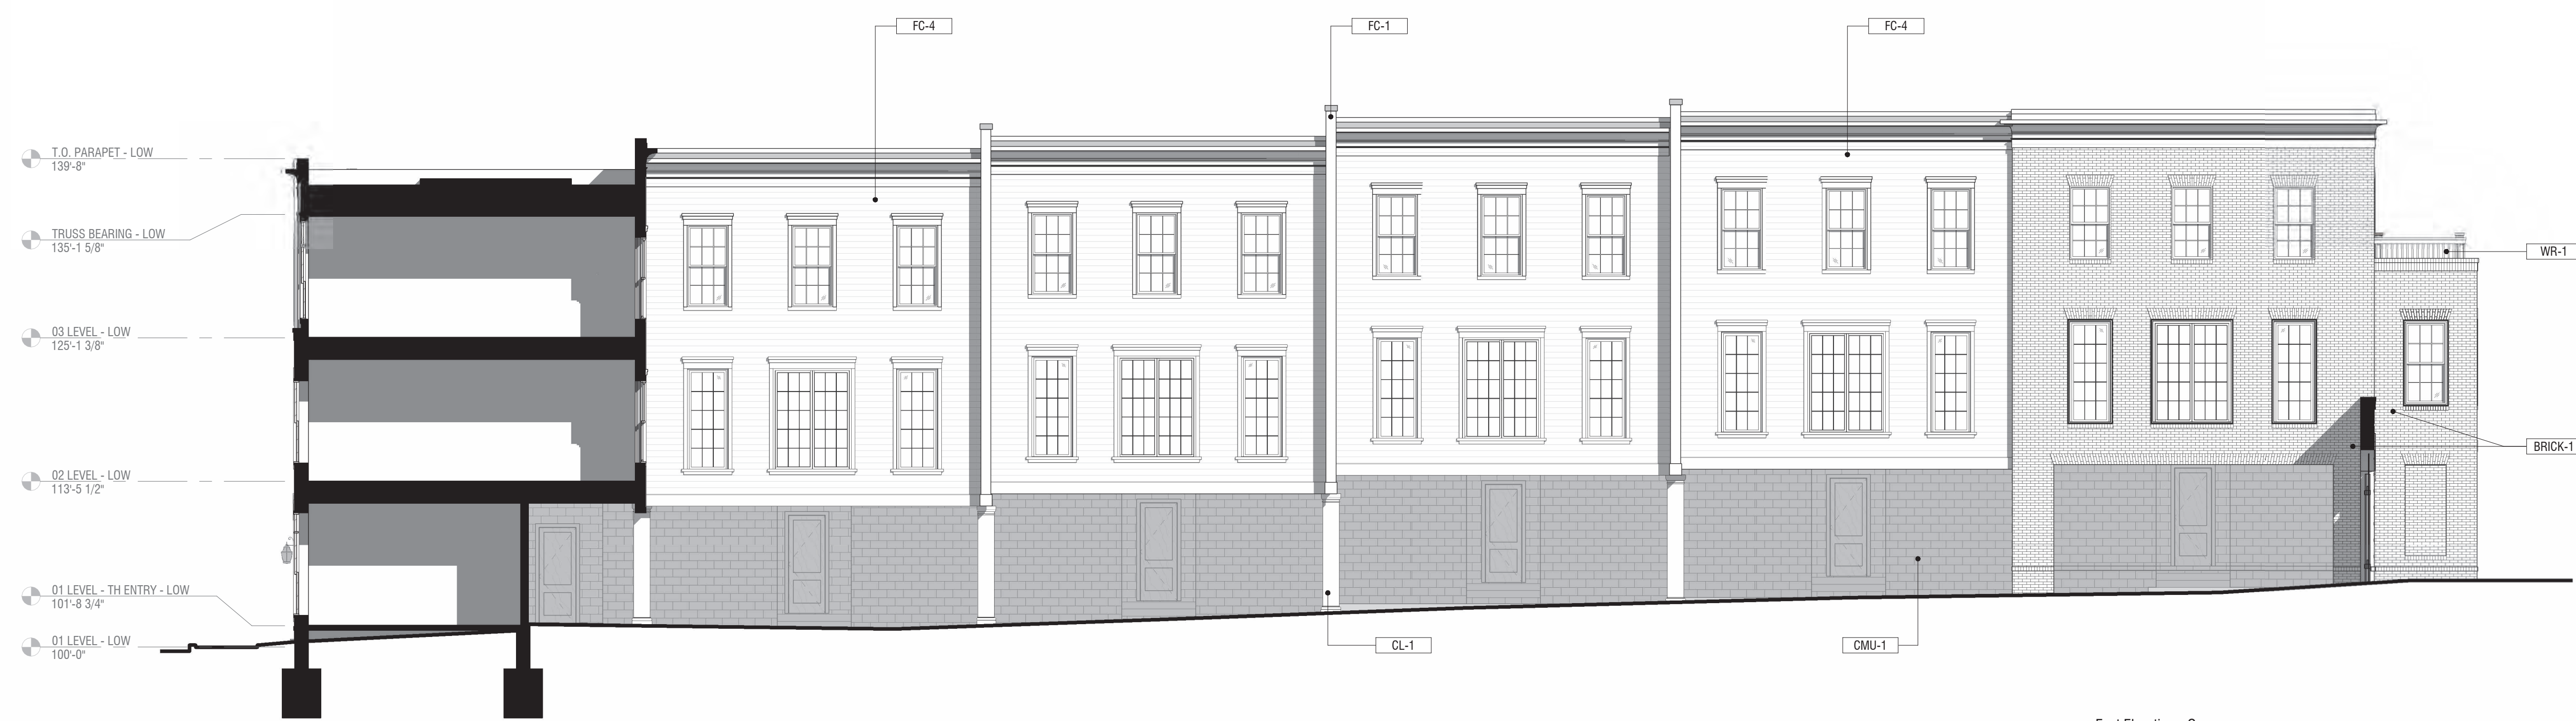 FC-4
FC-1
FC-4
T.O. PARAPET - LOW
139'-8"
TRUSS BEARING - LOW
135'-1 5/8"
WR-1
03 LEVEL - LOW
125'-1 3/8"
BRICK-1
02 LEVEL - LOW
113'-5 1/2"
01 LEVEL - TH ENTRY - LOW
101'-8 3/4"
01 LEVEL - LOW
100'-0"
CL-1
CMU-1